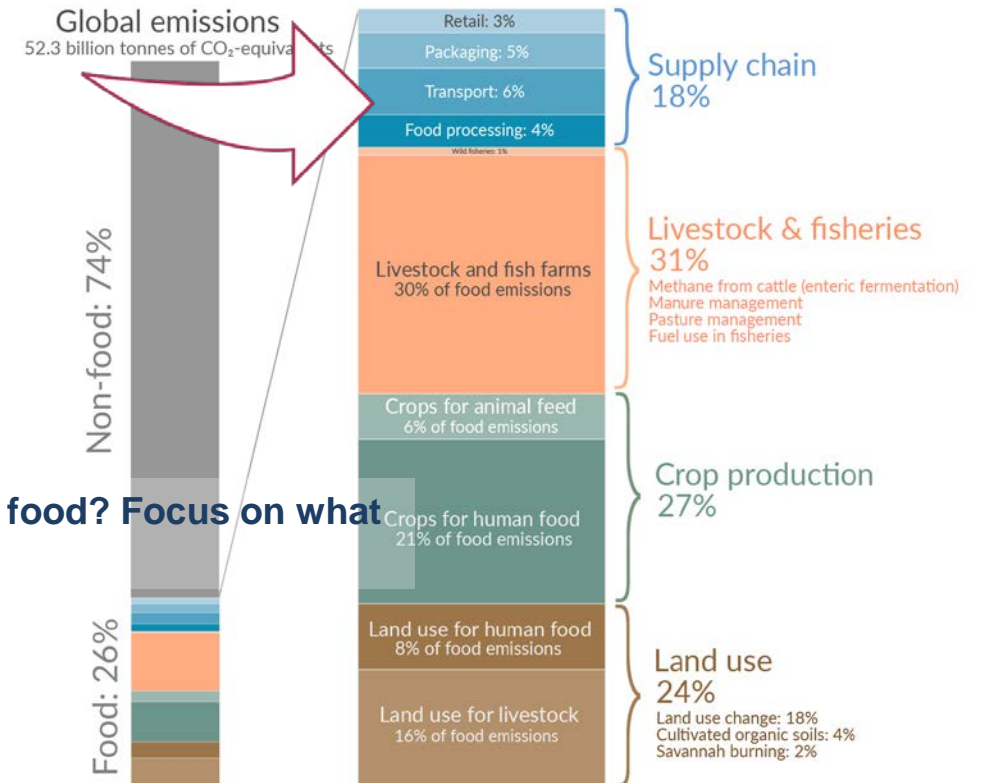 Global emissions
52.3 billion tonnes of CO₂-equivalents
Non-food: 74%
Food: 26%
food? Focus on what
Retail: 3%
Packaging: 5%
Transport: 6%
Food processing: 4%
Wild fisheries: 1%
Livestock and fish farms
30% of food emissions
Crops for animal feed
6% of food emissions
Crops for human food
21% of food emissions
Land use for human food
8% of food emissions
Land use for livestock
16% of food emissions
Supply chain
18%
Livestock & fisheries
31%
Methane from cattle (enteric fermentation)
Manure management
Pasture management
Fuel use in fisheries
Crop production
27%
Land use
24%
Land use change: 18%
Cultivated organic soils: 4%
Savannah burning: 2%